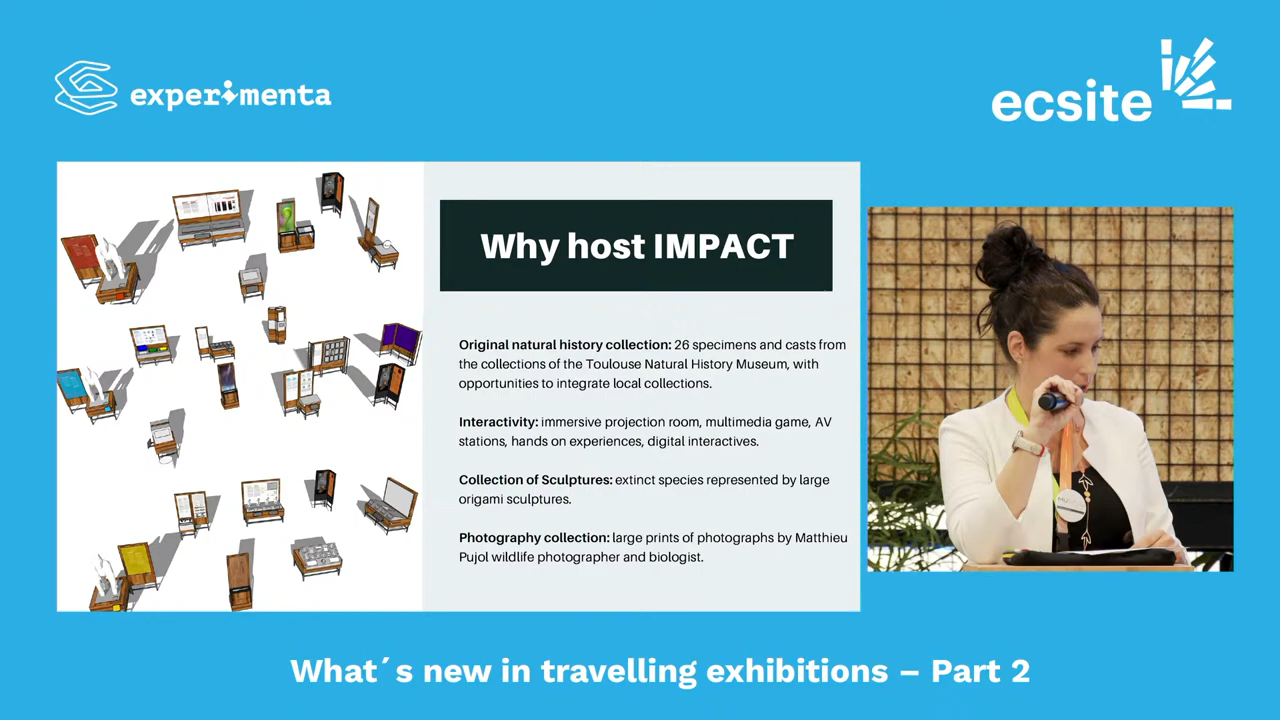 experimenta
ecsite
Why host IMPACT
Original natural history collection: 26 specimens and casts from
the collections of the Toulouse Natural History Museum, with
opportunities to integrate local collections.
Interactivity: immersive projection room, multimedia game, AV
stations, hands on experiences, digital interactives.
Collection of Sculptures: extinct species represented by large
origami sculptures.
Photography collection: large prints of photographs by Matthieu
Pujol wildlife photographer and biologist.
What´s new in travelling exhibitions – Part 2